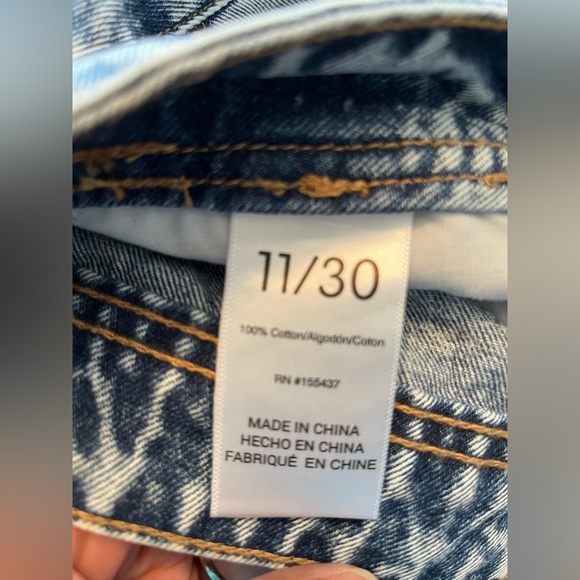 11/30
100% Cotton/Algodón/Coton
RN #155437
MADE IN CHINA
HECHO EN CHINA
FABRIQUÉ EN CHINE